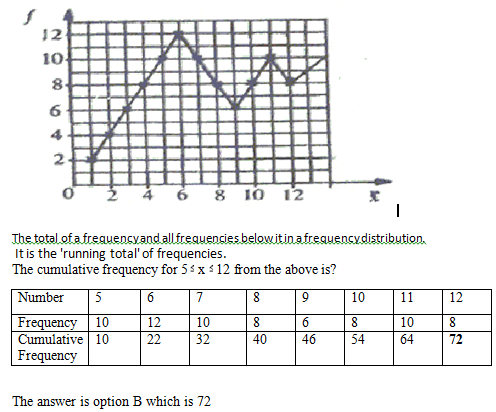 f
12
10
8
6
4
2
0 2 4 6 8 10 12 x
The total of a frequency and all frequencies below it in a frequency distribution.
It is the 'running total' of frequencies.
The cumulative frequency for 5 ≤ x ≤ 12 from the above is?
Number 5 6 7 8 9 10 11 12
Frequency 10 12 10 8 6 8 10 8
Cumulative Frequency 10 22 32 40 46 54 64 72
The answer is option B which is 72